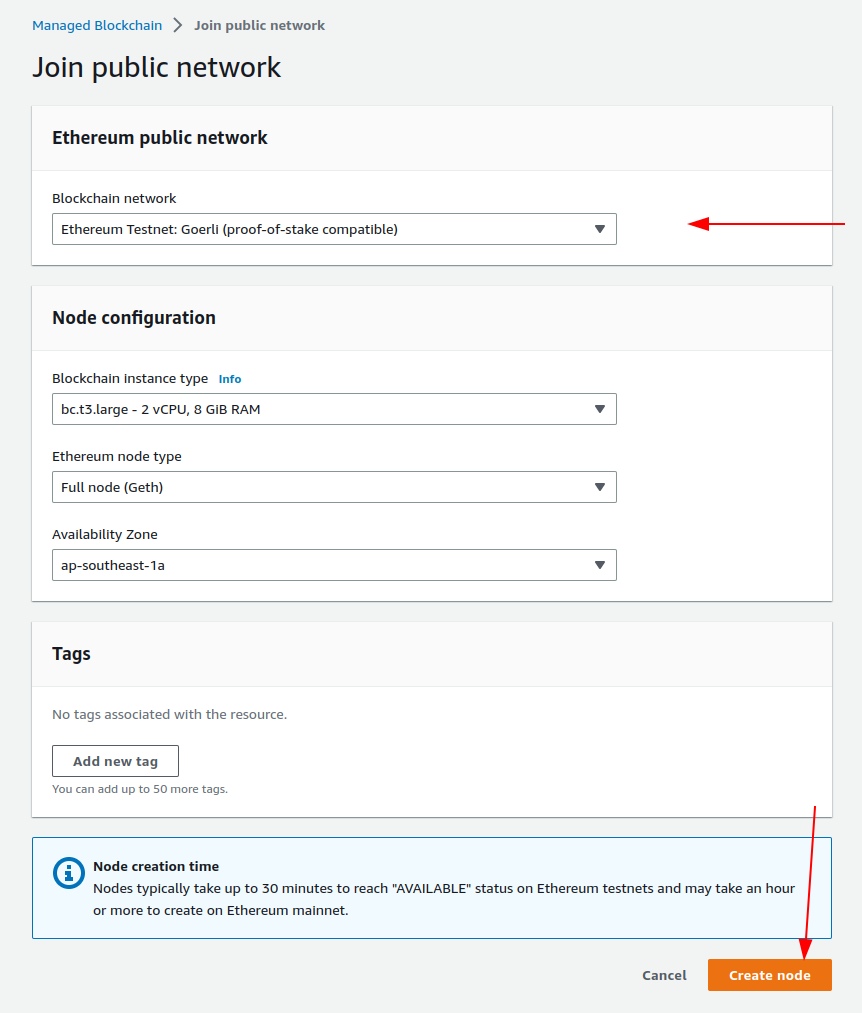 Managed Blockchain > Join public network
Join public network
Ethereum public network
Blockchain network
Ethereum Testnet: Goerli (proof-of-stake compatible)
Node configuration
Blockchain instance type Info
bc.t3.large - 2 vCPU, 8 GiB RAM
Ethereum node type
Full node (Geth)
Availability Zone
ap-southeast-1a
Tags
No tags associated with the resource.
Add new tag
You can add up to 50 more tags.
Node creation time
Nodes typically take up to 30 minutes to reach "AVAILABLE" status on Ethereum testnets and may take an hour
or more to create on Ethereum mainnet.
Cancel Create node